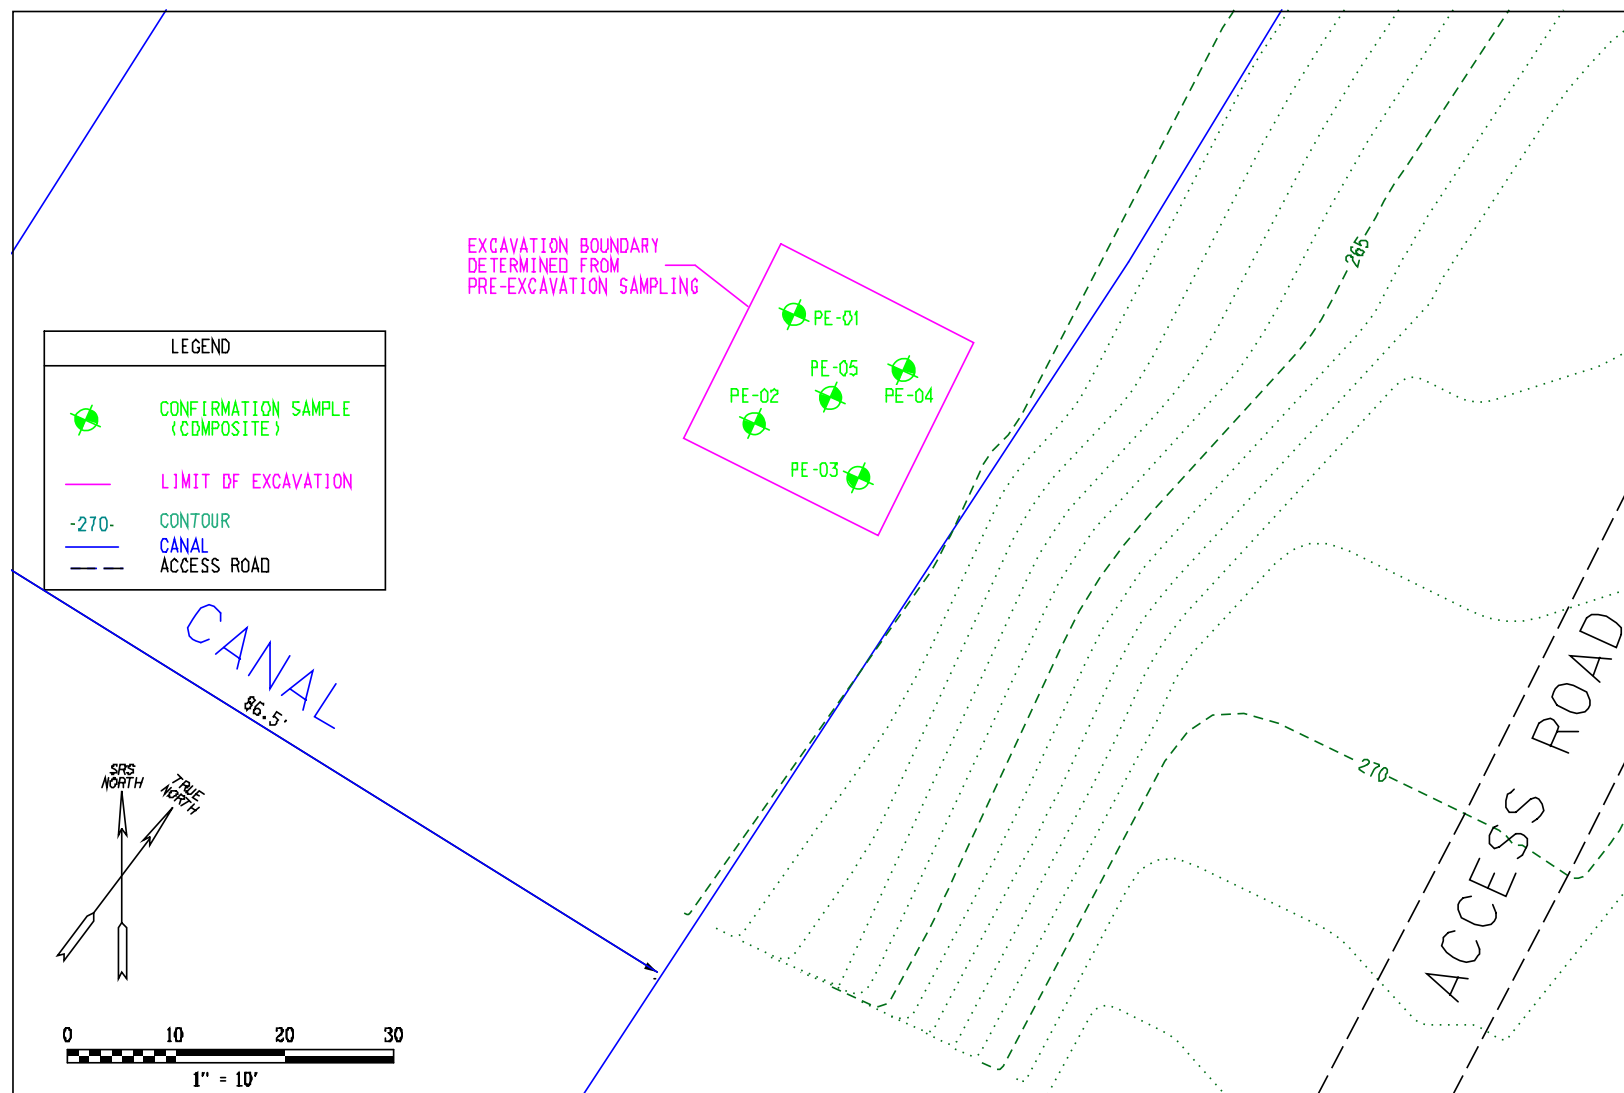 265
EXCAVATION BOUNDARY
DETERMINED FROM
PRE-EXCAVATION SAMPLING
PE-01
PE-05
PE-04
PE-02
PE-03
LEGEND
CONFIRMATION SAMPLE
(COMPOSITE)
LIMIT OF EXCAVATION
-270- CONTOUR
CANAL
ACCESS ROAD
CANAL
86.5'
SRS
NORTH
TRUE
NORTH
270
ACCESS ROAD
0 10 20 30
1" = 10'